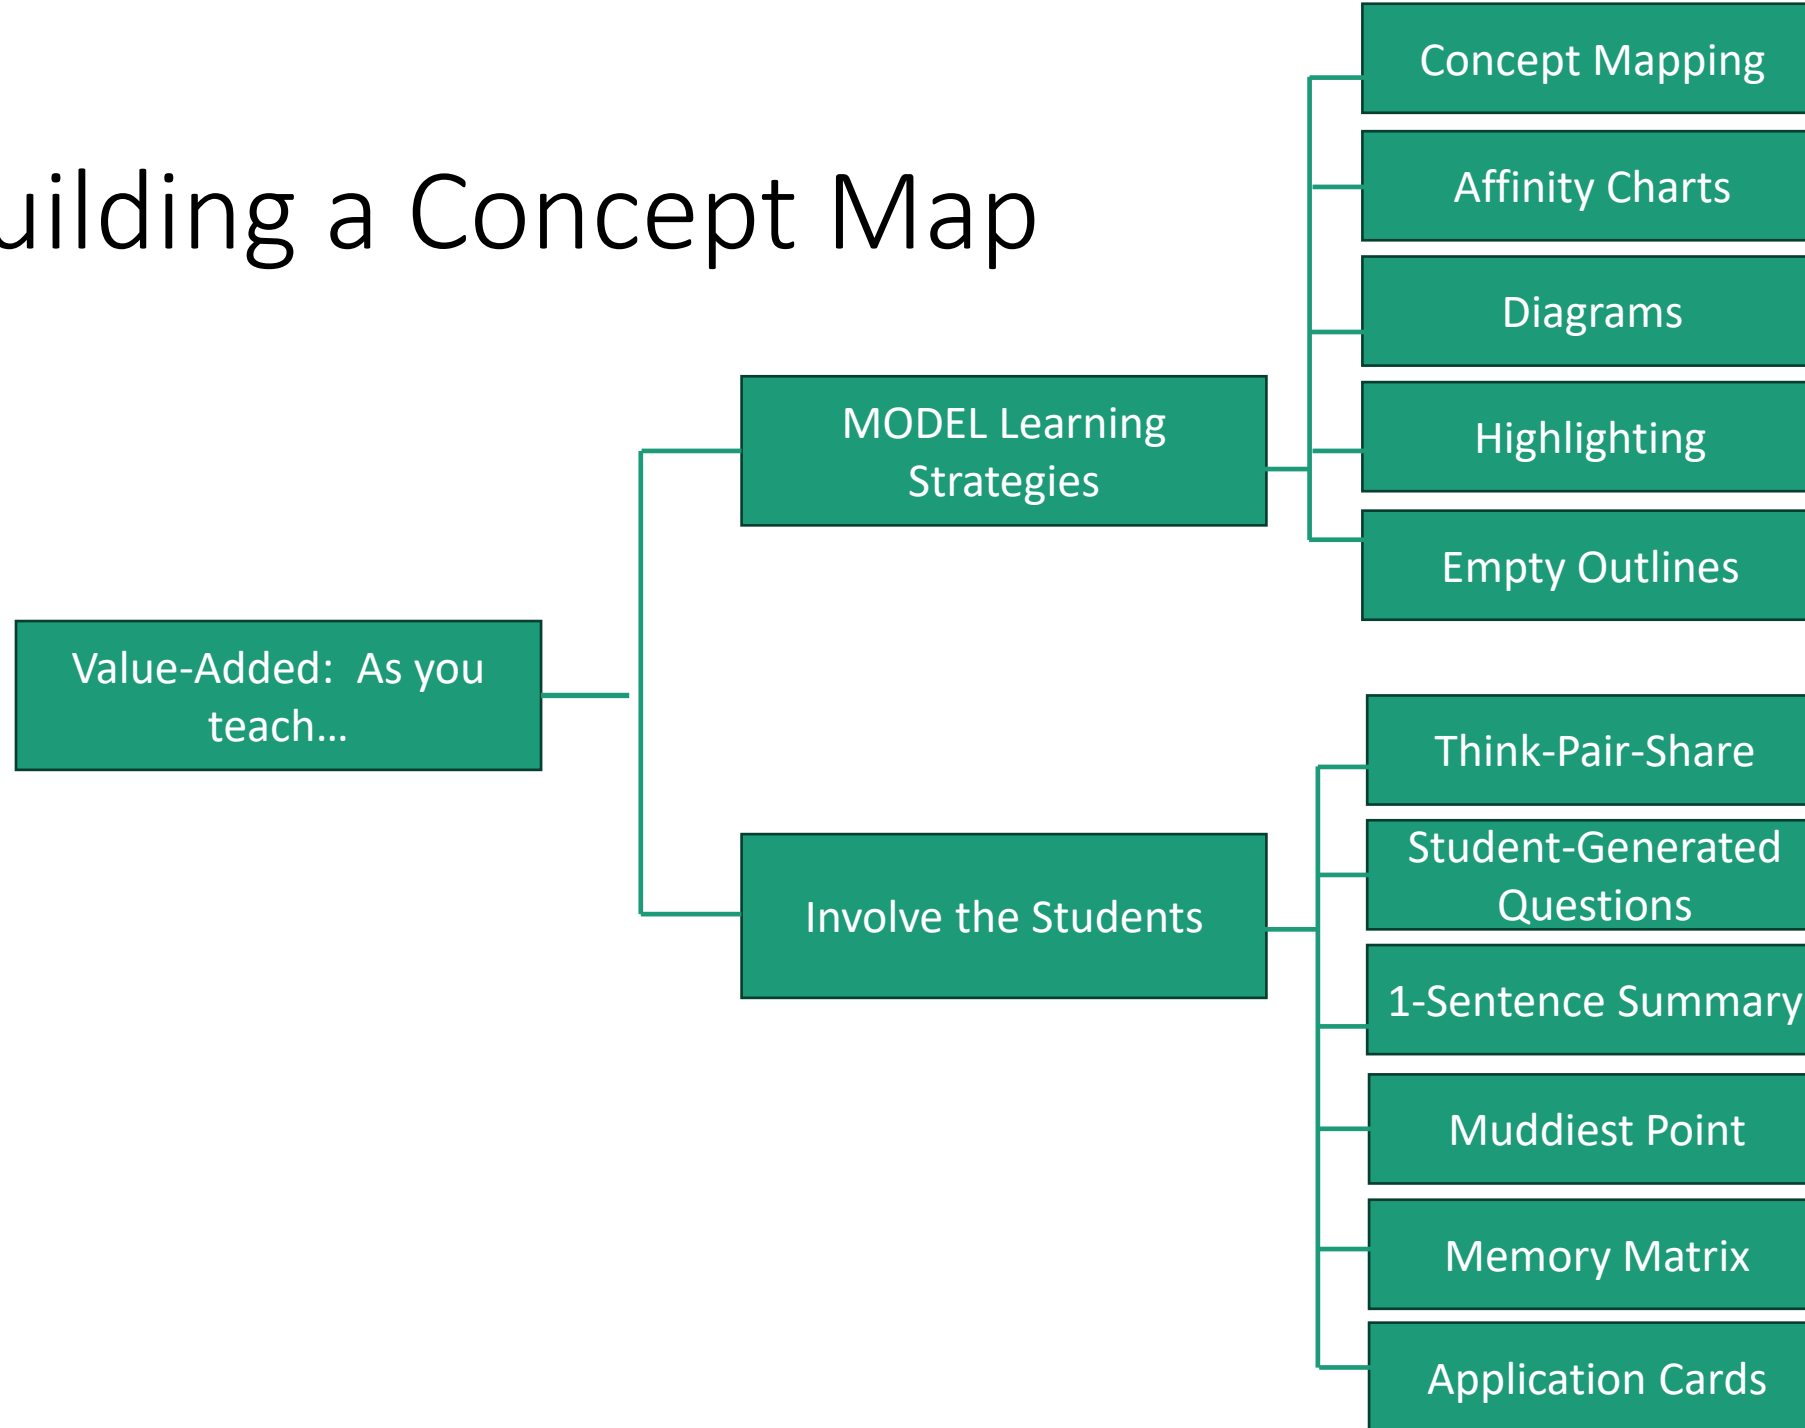 uilding a Concept Map
Concept Mapping
Affinity Charts
Diagrams
Highlighting
Empty Outlines
MODEL Learning
Strategies
Value-Added:  As you
teach…
Involve the Students
Think-Pair-Share
Student-Generated
Questions
1-Sentence Summary
Muddiest Point
Memory Matrix
Application Cards